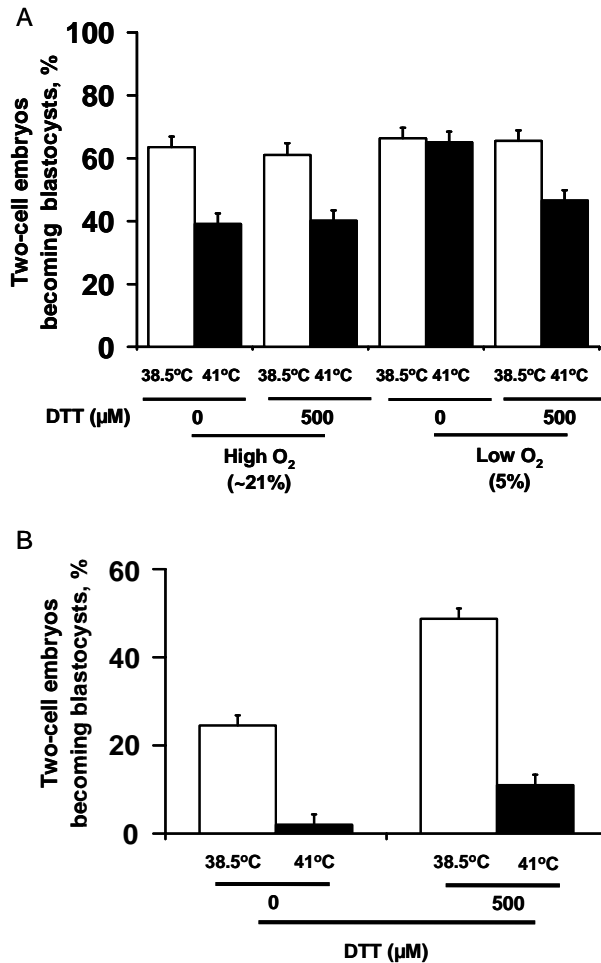 A
Two-cell embryos
becoming blastocysts, %
100
80
60
40
20
0
38.5ºC 41ºC 38.5ºC 41ºC 38.5ºC 41ºC 38.5ºC 41ºC
DTT (µM) 0 500 0 500
High O₂ Low O₂
(~21%) (5%)
B
Two-cell embryos
becoming blastocysts, %
60
40
20
0
38.5ºC 41ºC 38.5ºC 41ºC
0 500
DTT (µM)